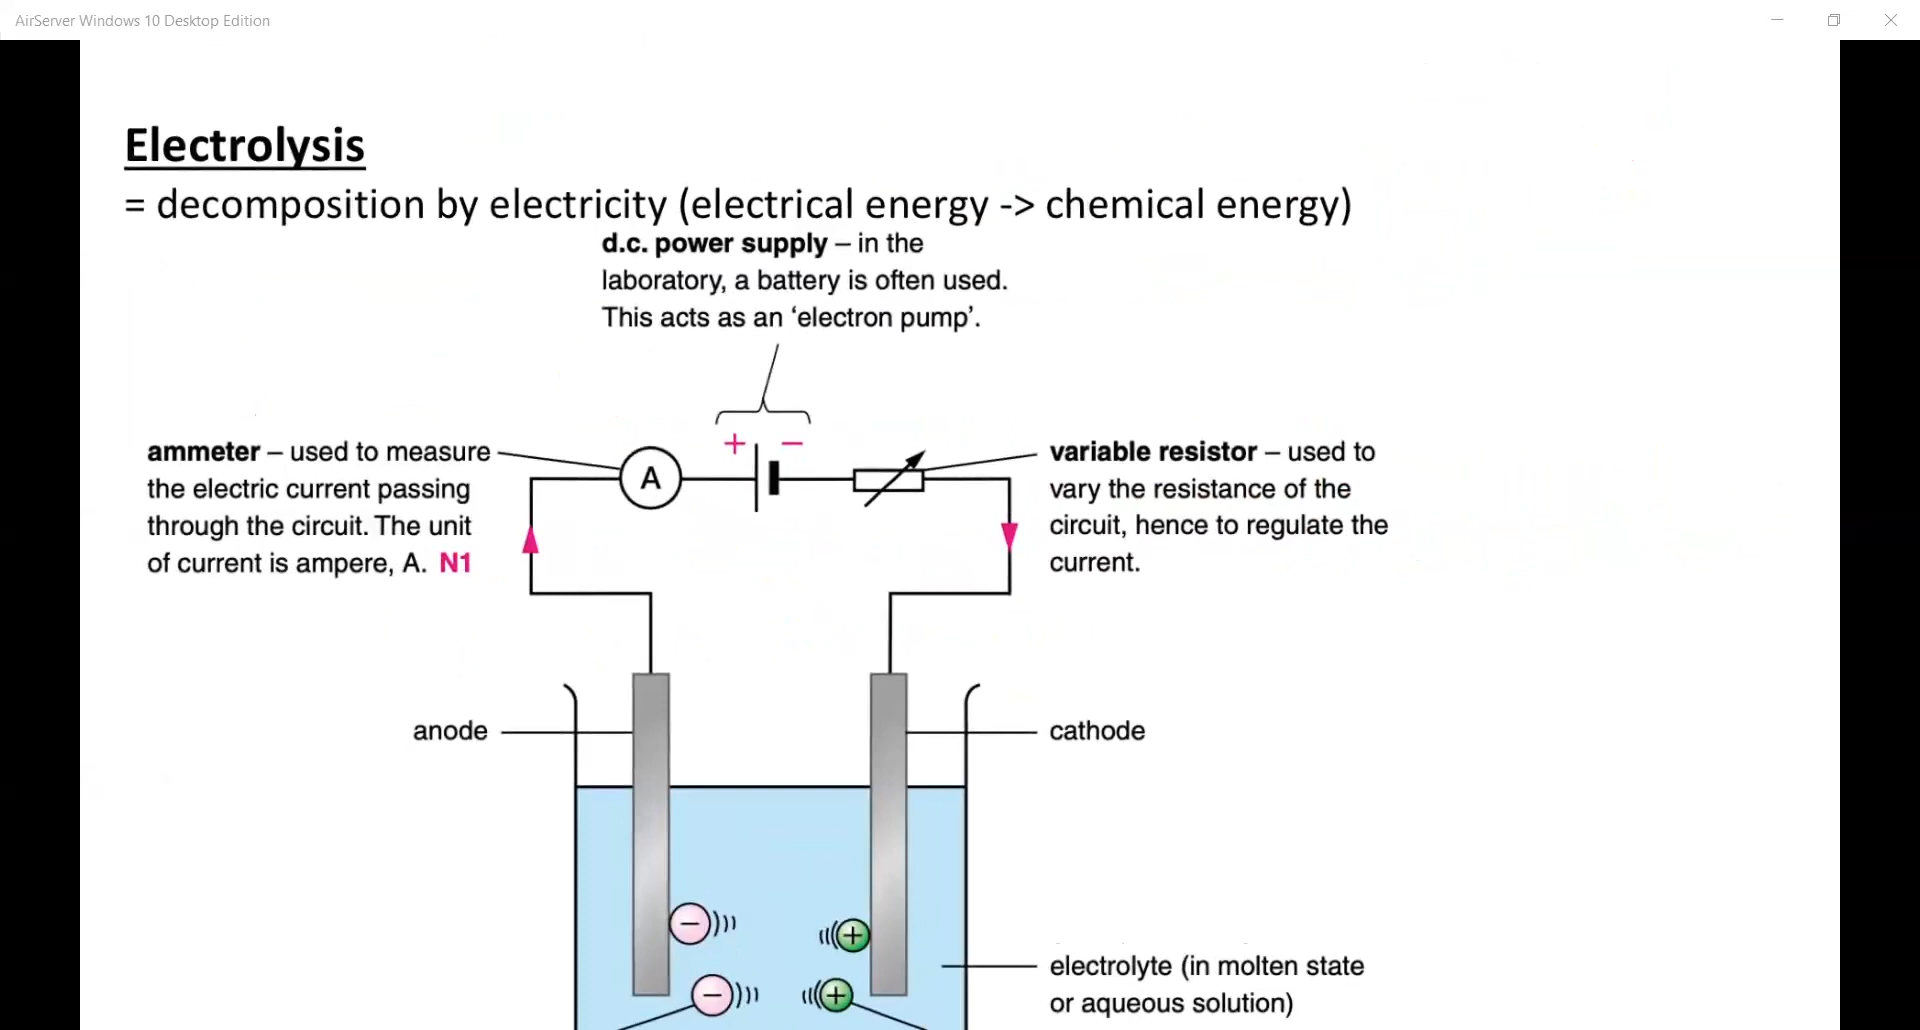 AirServer Windows 10 Desktop Edition
Electrolysis
= decomposition by electricity (electrical energy -> chemical energy)
d.c. power supply – in the
laboratory, a battery is often used.
This acts as an ‘electron pump’.
+ −
ammeter – used to measure
the electric current passing
through the circuit. The unit
of current is ampere, A. N1
A
variable resistor – used to
vary the resistance of the
circuit, hence to regulate the
current.
anode
cathode
− +
− +
electrolyte (in molten state
or aqueous solution)